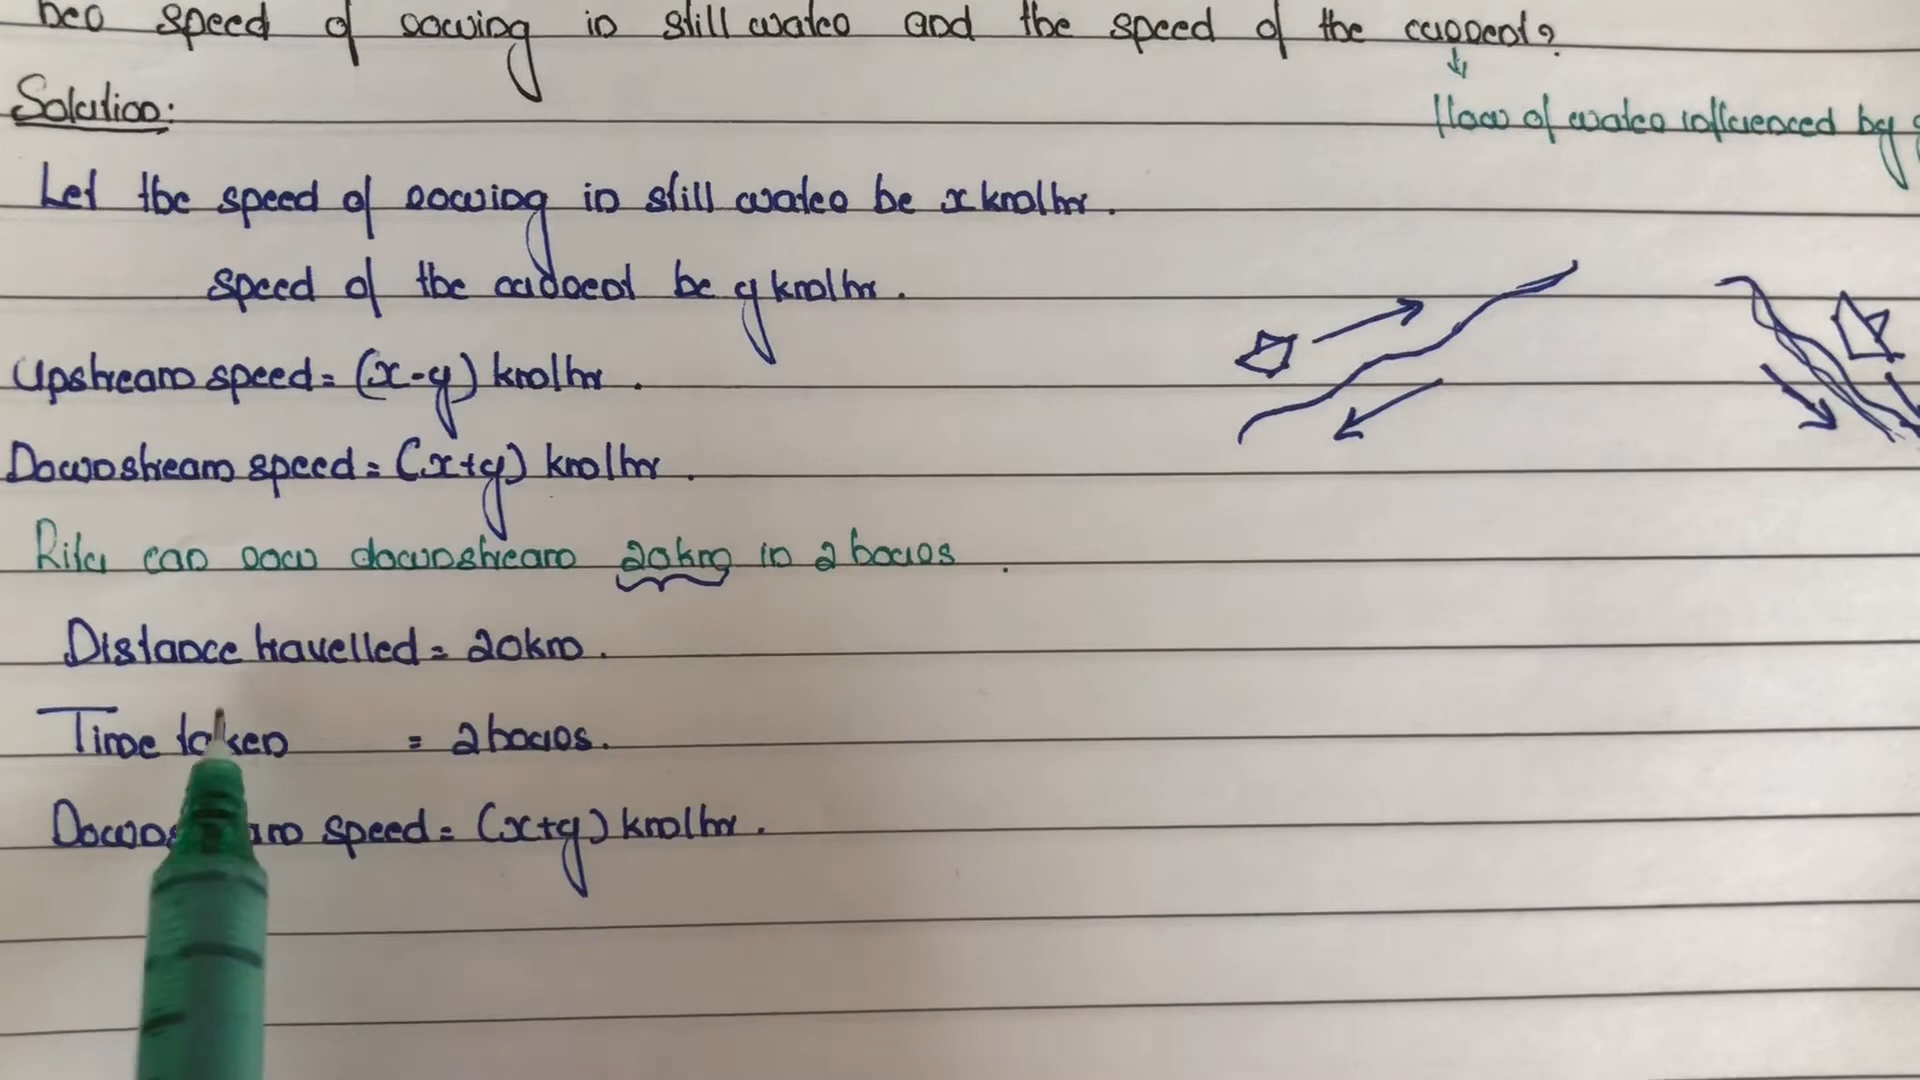 her speed of rowing in still water and the speed of the current?
Solution:
flow of water influenced by
Let the speed of rowing in still water be x km/hr.
speed of the current be y km/hr.
Upstream speed = (x-y) km/hr.
Downstream speed = (x+y) km/hr.
Ritu can row downstream 20km in 2 hours.
Distance travelled = 20km.
Time taken = 2 hours.
speed = (x+y) km/hr.